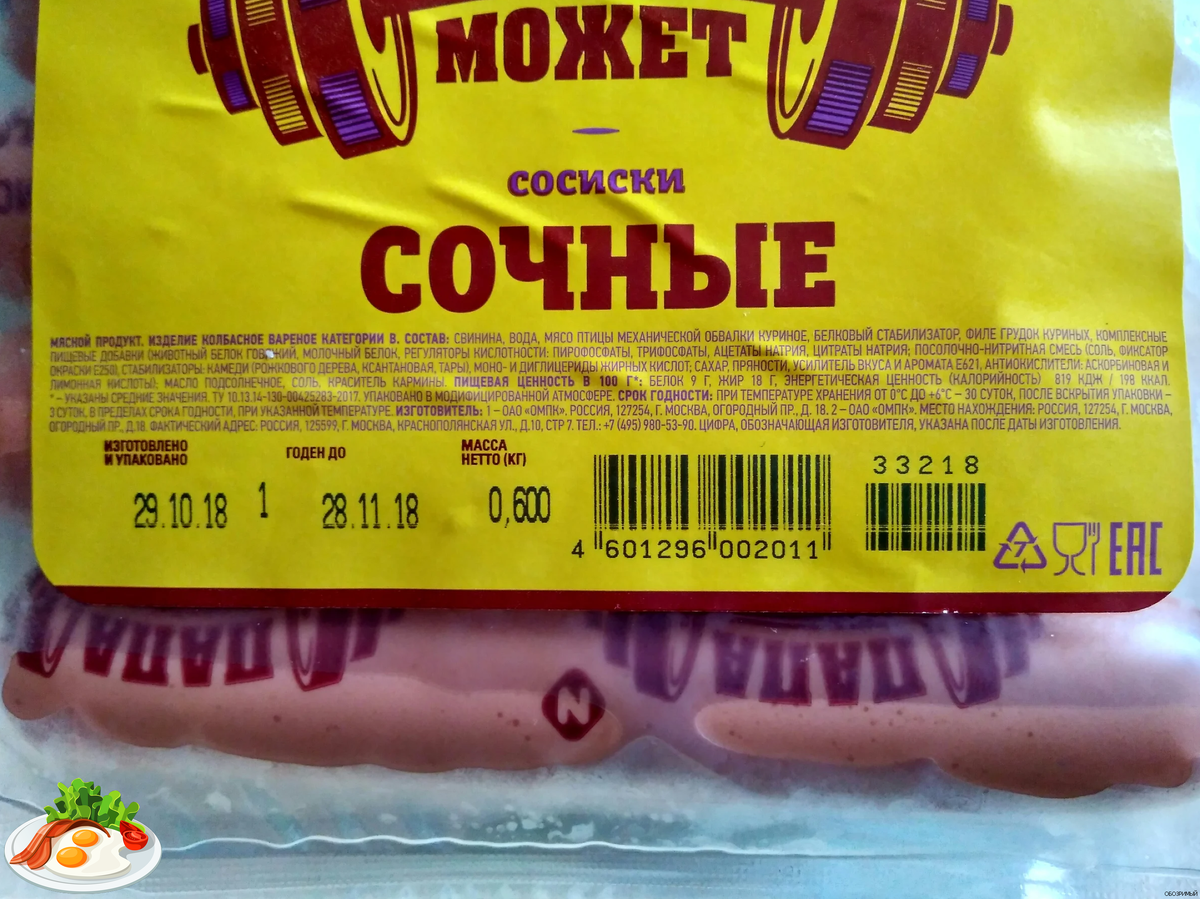 МОЖЕТ
СОСИСКИ
СОЧНЫЕ
МЯСНОЙ ПРОДУКТ. ИЗДЕЛИЕ КОЛБАСНОЕ ВАРЕНОЕ КАТЕГОРИИ В. СОСТАВ: СВИНИНА, ВОДА, МЯСО ПТИЦЫ МЕХАНИЧЕСКОЙ ОБВАЛКИ КУРИНОЕ, БЕЛКОВЫЙ СТАБИЛИЗАТОР, ФИЛЕ ГРУДОК КУРИНЫХ, КОМПЛЕКСНЫЕ
ПИЩЕВЫЕ ДОБАВКИ (ЖИВОТНЫЙ БЕЛОК ГОВЯЖИЙ, МОЛОЧНЫЙ БЕЛОК, РЕГУЛЯТОРЫ КИСЛОТНОСТИ: ПИРОФОСФАТЫ, ТРИФОСФАТЫ, АЦЕТАТЫ НАТРИЯ, ЦИТРАТЫ НАТРИЯ; ПОСОЛОЧНО-НИТРИТНАЯ СМЕСЬ (СОЛЬ, ФИКСАТОР
ОКРАСКИ Е250), СТАБИЛИЗАТОРЫ: КАМЕДИ (РОЖКОВОГО ДЕРЕВА, КСАНТАНОВАЯ, ТАРЫ), МОНО- И ДИГЛИЦЕРИДЫ ЖИРНЫХ КИСЛОТ; САХАР, ПРЯНОСТИ, УСИЛИТЕЛЬ ВКУСА И АРОМАТА Е621, АНТИОКИСЛИТЕЛИ: АСКОРБИНОВАЯ И
ЛИМОННАЯ КИСЛОТЫ); МАСЛО ПОДСОЛНЕЧНОЕ, СОЛЬ, КРАСИТЕЛЬ КАРМИНЫ. ПИЩЕВАЯ ЦЕННОСТЬ В 100 Г*: БЕЛОК 9 Г, ЖИР 18 Г, ЭНЕРГЕТИЧЕСКАЯ ЦЕННОСТЬ (КАЛОРИЙНОСТЬ) 819 КДЖ / 198 ККАЛ.
* – УКАЗАНЫ СРЕДНИЕ ЗНАЧЕНИЯ. ТУ 10.13.14-130-00425283-2017. УПАКОВАНО В МОДИФИЦИРОВАННОЙ АТМОСФЕРЕ. СРОК ГОДНОСТИ: ПРИ ТЕМПЕРАТУРЕ ХРАНЕНИЯ ОТ 0°С ДО +6°С – 30 СУТОК, ПОСЛЕ ВСКРЫТИЯ УПАКОВКИ –
3 СУТОК, В ПРЕДЕЛАХ СРОКА ГОДНОСТИ, ПРИ УКАЗАННОЙ ТЕМПЕРАТУРЕ. ИЗГОТОВИТЕЛЬ: 1 – ОАО «ОМПК», РОССИЯ, 127254, Г. МОСКВА, ОГОРОДНЫЙ ПР., Д. 18. 2 – ОАО «ОМПК». МЕСТО НАХОЖДЕНИЯ: РОССИЯ, 127254, Г. МОСКВА,
ОГОРОДНЫЙ ПР., Д.18. ФАКТИЧЕСКИЙ АДРЕС: РОССИЯ, 125599, Г. МОСКВА, КРАСНОПОЛЯНСКАЯ УЛ., Д.10, СТР 7. ТЕЛ.: +7 (495) 980-53-90. ЦИФРА, ОБОЗНАЧАЮЩАЯ ИЗГОТОВИТЕЛЯ, УКАЗАНА ПОСЛЕ ДАТЫ ИЗГОТОВЛЕНИЯ.
ИЗГОТОВЛЕНО
И УПАКОВАНО
29.10.18 1
ГОДЕН ДО
28.11.18
МАССА
НЕТТО (КГ)
0,600
4 601296 002011
33218
7
EAC
ПАПА
ПАПА
N
ОБОЗРИМЫЙ